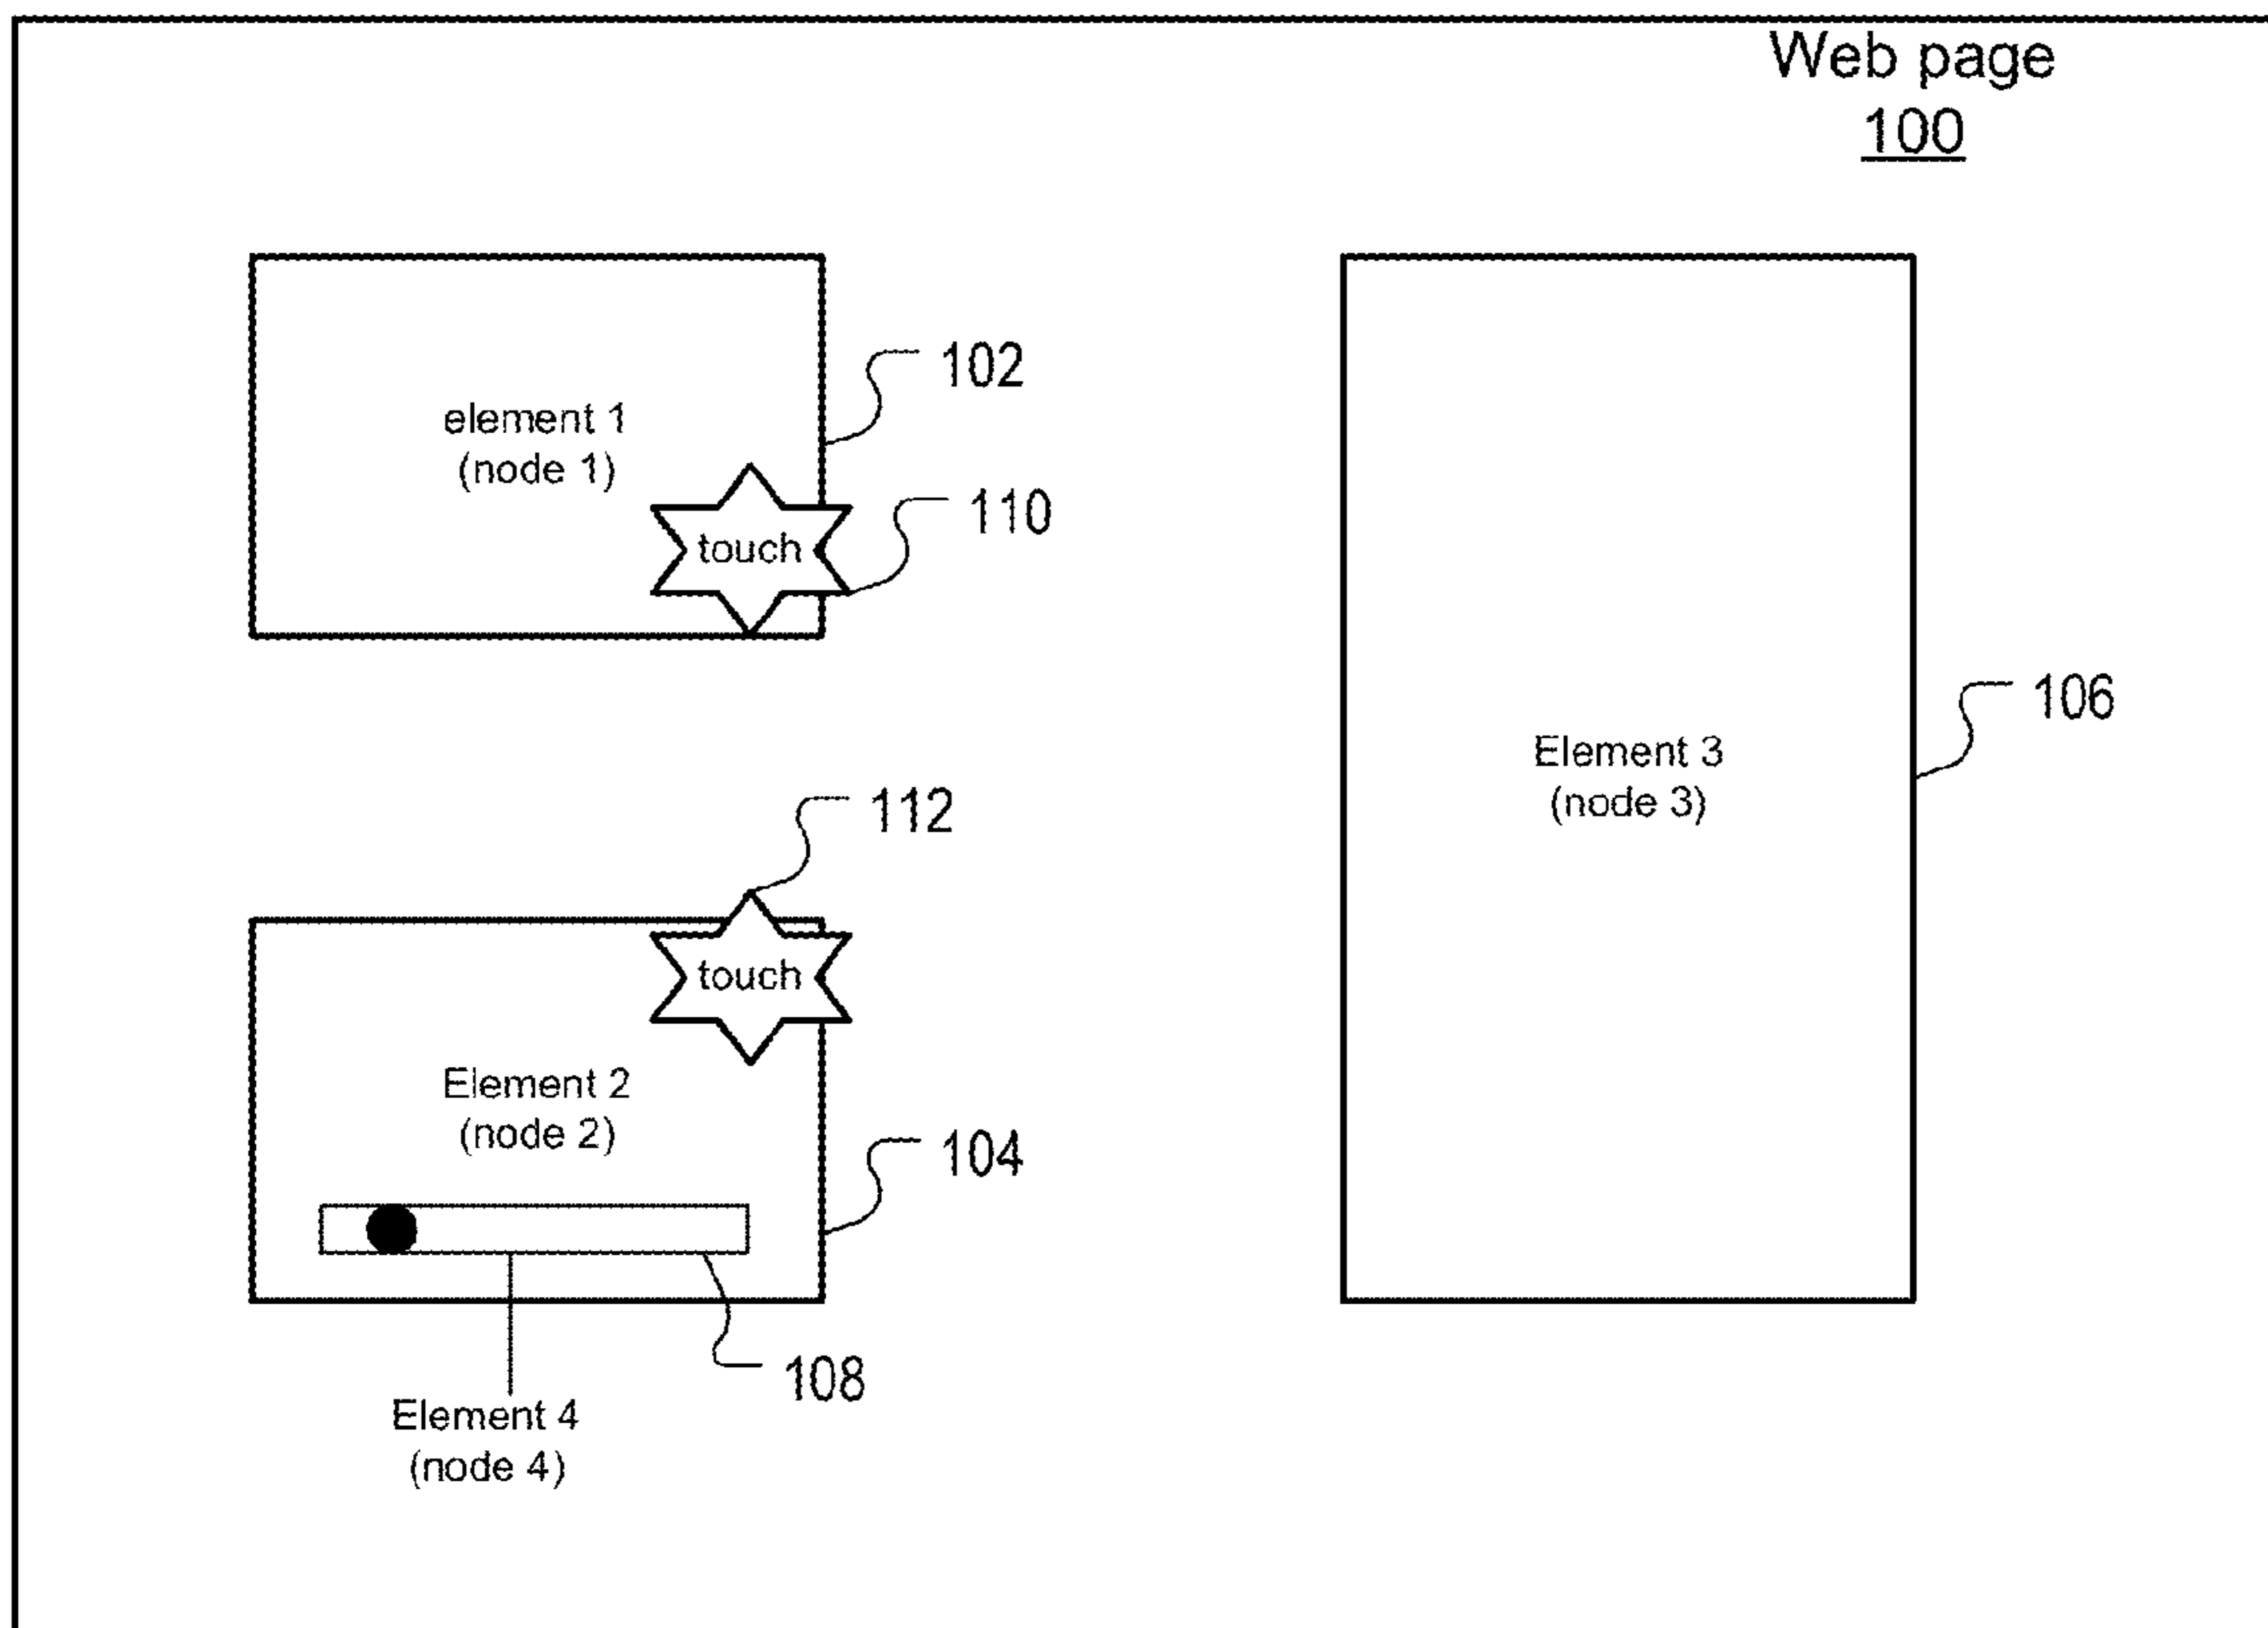 Web page
100
102
element 1
(node 1)
110
touch
106
Element 3
(node 3)
112
touch
Element 2
(node 2)
104
108
Element 4
(node 4)